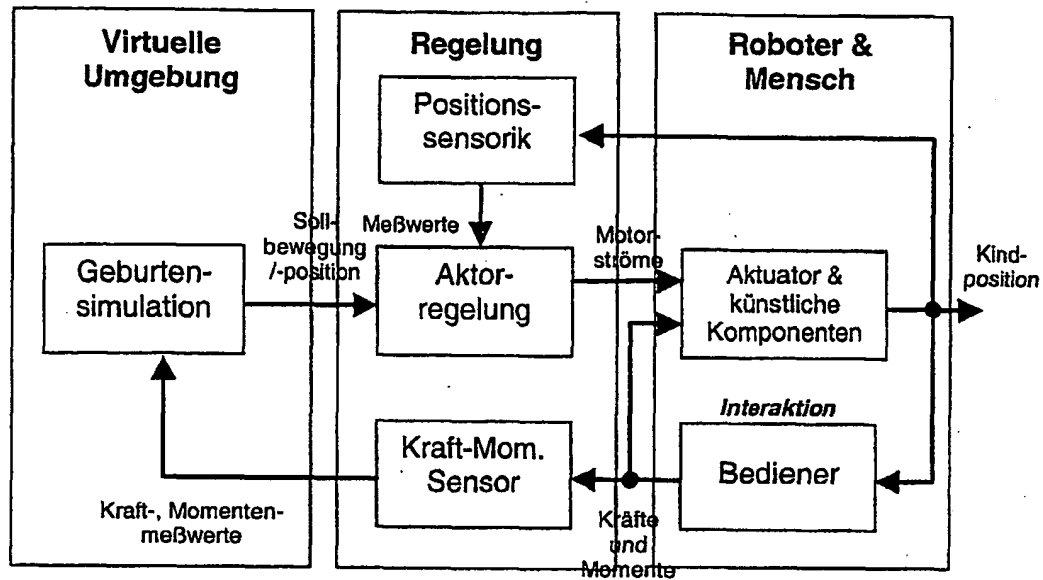 Virtuelle
Umgebung
Regelung
Roboter &
Mensch
Positions-
sensorik
Soll-
bewegung
/-position
Meßwerte
Motor-
ströme
Kind-
position
Geburten-
simulation
Aktor-
regelung
Aktuator &
künstliche
Komponenten
Interaktion
Kraft-Mom.
Sensor
Bediener
Kraft-, Momenten-
meßwerte
Kräfte
und
Momente